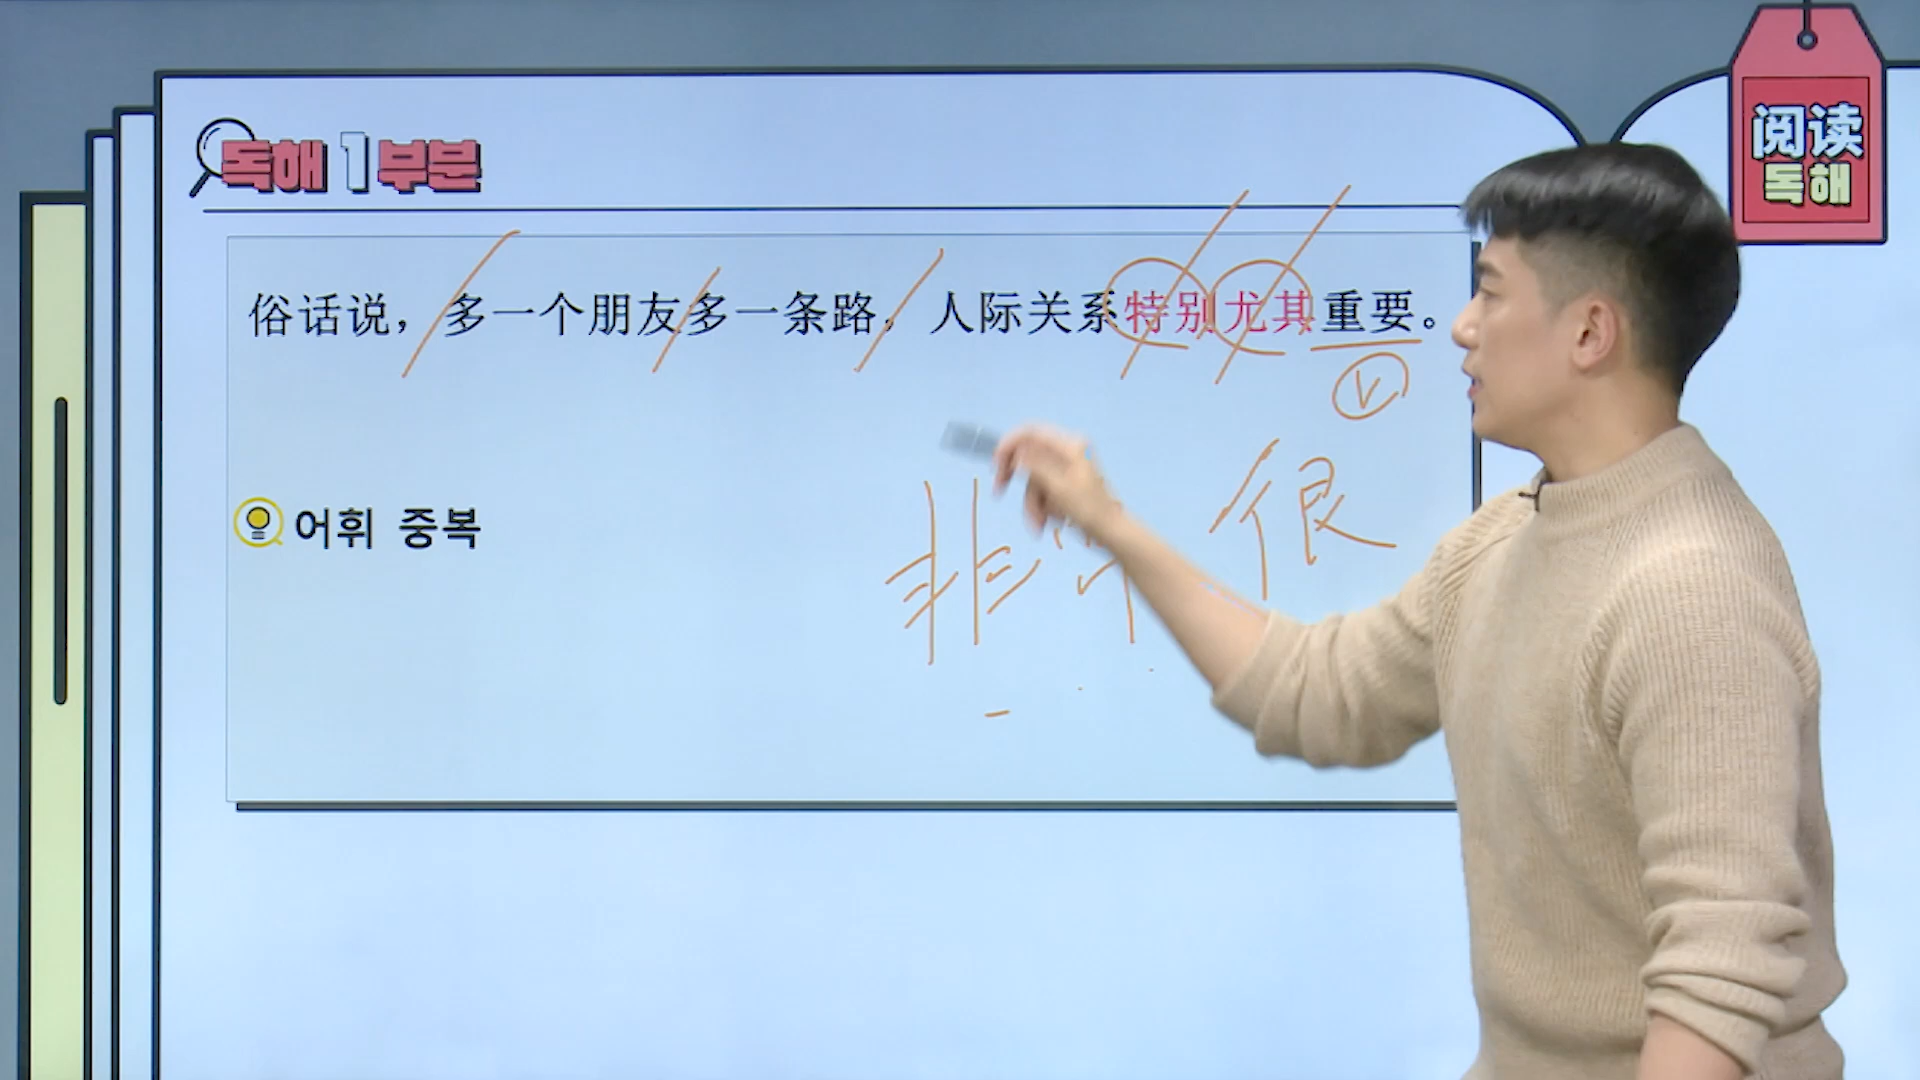 독해 1 부분
阅读
독해
俗话说，多一个朋友多一条路，人际关系特别尤其重要。
V
非常 很
어휘 중복